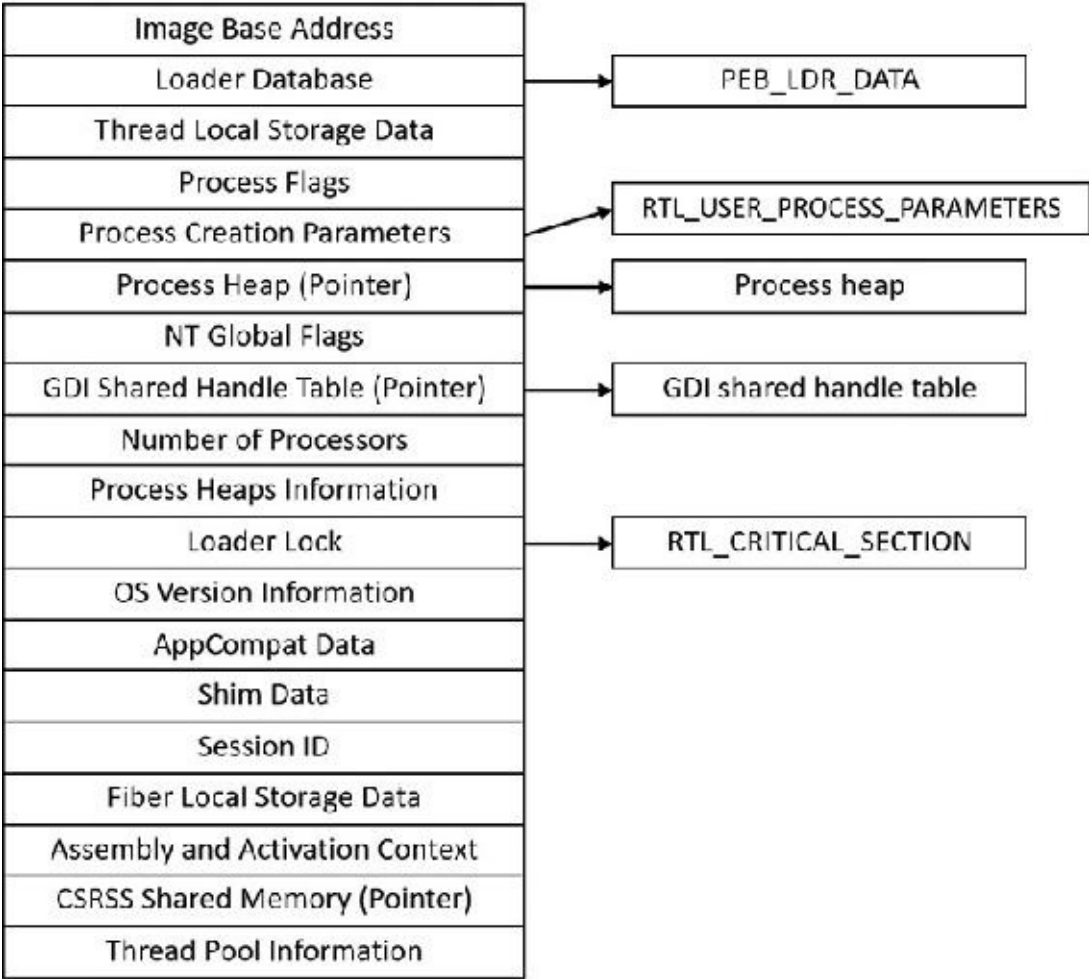 Image Base Address
Loader Database
PEB_LDR_DATA
Thread Local Storage Data
Process Flags
RTL_USER_PROCESS_PARAMETERS
Process Creation Parameters
Process Heap (Pointer)
Process heap
NT Global Flags
GDI Shared Handle Table (Pointer)
GDI shared handle table
Number of Processors
Process Heaps Information
Loader Lock
RTL_CRITICAL_SECTION
OS Version Information
AppCompat Data
Shim Data
Session ID
Fiber Local Storage Data
Assembly and Activation Context
CSRSS Shared Memory (Pointer)
Thread Pool Information